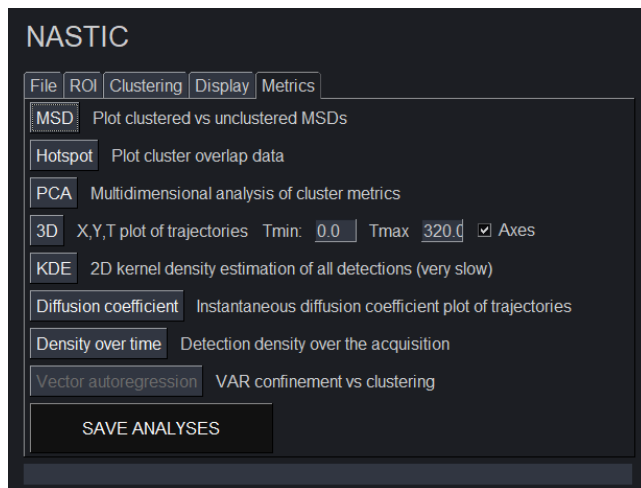 NASTIC
File ROI Clustering Display Metrics
MSD Plot clustered vs unclustered MSDs
Hotspot Plot cluster overlap data
PCA Multidimensional analysis of cluster metrics
3D X,Y,T plot of trajectories Tmin: 0.0 Tmax 320.0 Axes
KDE 2D kernel density estimation of all detections (very slow)
Diffusion coefficient Instantaneous diffusion coefficient plot of trajectories
Density over time Detection density over the acquisition
Vector autoregression VAR confinement vs clustering
SAVE ANALYSES